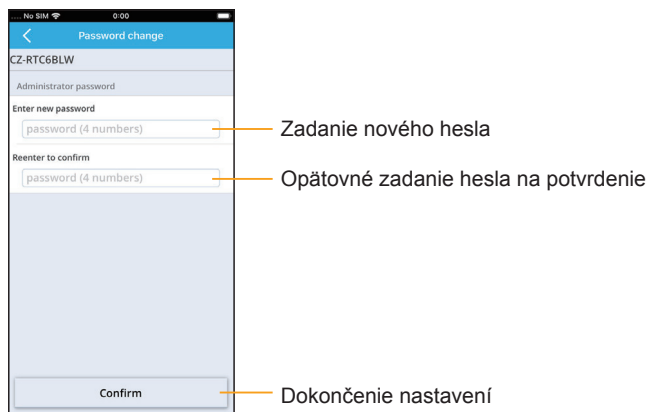 ..... No SIM 0:00
Password change
CZ-RTC6BLW
Administrator password
Enter new password
password (4 numbers)
Zadanie nového hesla
Reenter to confirm
password (4 numbers)
Opätovné zadanie hesla na potvrdenie
Confirm
Dokončenie nastavení